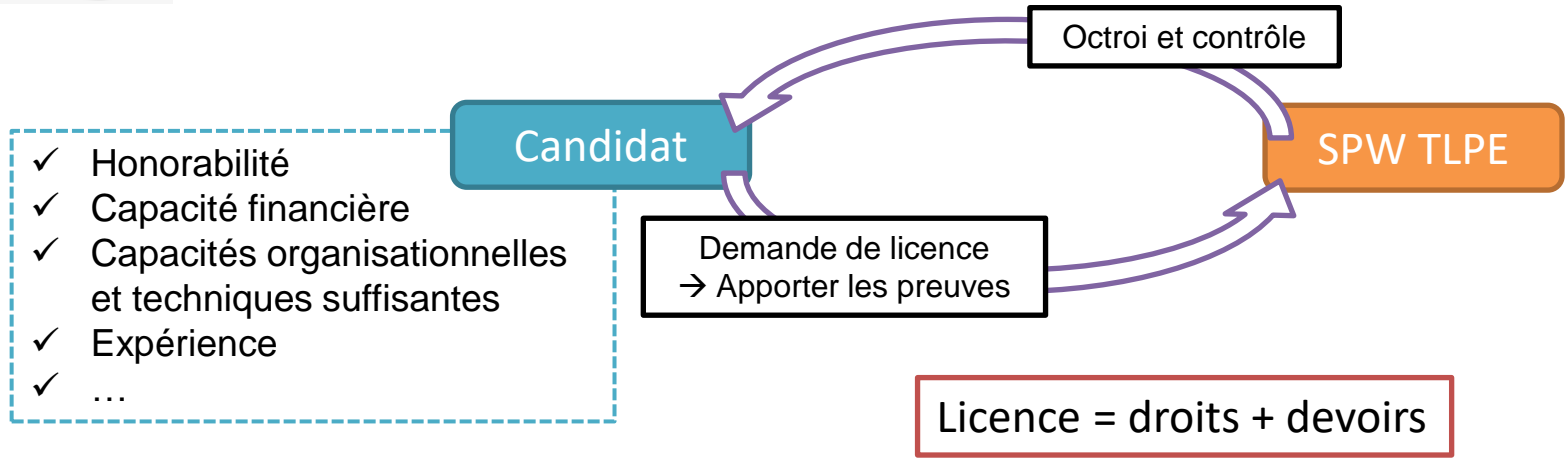 Octroi et contrôle
Candidat
SPW TLPE
✓ Honorabilité
✓ Capacité financière
✓ Capacités organisationnelles
et techniques suffisantes
✓ Expérience
✓ …
Demande de licence
→ Apporter les preuves
Licence = droits + devoirs